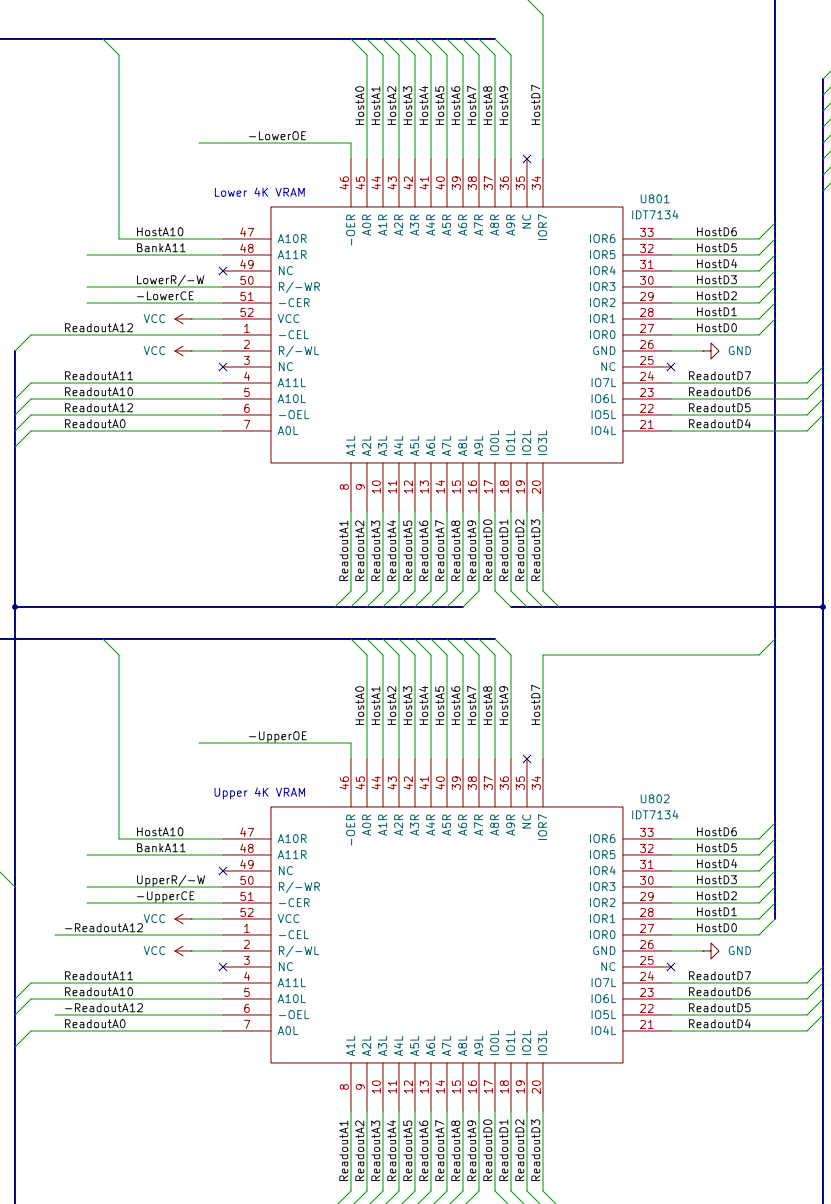 HostA0
HostA1
HostA2
HostA3
HostA4
HostA5
HostA6
HostA7
HostA8
HostA9
HostD7
-LowerOE
46
45
44
43
42
41
40
39
38
37
36
35
34
Lower 4K VRAM
U801
IDT7134
-OER
A0R
A1R
A2R
A3R
A4R
A5R
A6R
A7R
A8R
A9R
NC
IOR7
HostA10 47 A10R
BankA11 48 A11R
49 NC
LowerR/-W 50 R/-WR
-LowerCE 51 -CER
VCC 52 VCC
ReadoutA12 1 -CEL
VCC 2 R/-WL
3 NC
ReadoutA11 4 A11L
ReadoutA10 5 A10L
ReadoutA12 6 -OEL
ReadoutA0 7 A0L
IOR6 33 HostD6
IOR5 32 HostD5
IOR4 31 HostD4
IOR3 30 HostD3
IOR2 29 HostD2
IOR1 28 HostD1
IOR0 27 HostD0
GND 26 GND
NC 25
IO7L 24 ReadoutD7
IO6L 23 ReadoutD6
IO5L 22 ReadoutD5
IO4L 21 ReadoutD4
A1L
A2L
A3L
A4L
A5L
A6L
A7L
A8L
A9L
IO0L
IO1L
IO2L
IO3L
8
9
10
11
12
13
14
15
16
17
18
19
20
ReadoutA1
ReadoutA2
ReadoutA3
ReadoutA4
ReadoutA5
ReadoutA6
ReadoutA7
ReadoutA8
ReadoutA9
ReadoutD0
ReadoutD1
ReadoutD2
ReadoutD3
HostA0
HostA1
HostA2
HostA3
HostA4
HostA5
HostA6
HostA7
HostA8
HostA9
HostD7
-UpperOE
46
45
44
43
42
41
40
39
38
37
36
35
34
Upper 4K VRAM
U802
IDT7134
-OER
A0R
A1R
A2R
A3R
A4R
A5R
A6R
A7R
A8R
A9R
NC
IOR7
HostA10 47 A10R
BankA11 48 A11R
49 NC
UpperR/-W 50 R/-WR
-UpperCE 51 -CER
VCC 52 VCC
-ReadoutA12 1 -CEL
VCC 2 R/-WL
3 NC
ReadoutA11 4 A11L
ReadoutA10 5 A10L
-ReadoutA12 6 -OEL
ReadoutA0 7 A0L
IOR6 33 HostD6
IOR5 32 HostD5
IOR4 31 HostD4
IOR3 30 HostD3
IOR2 29 HostD2
IOR1 28 HostD1
IOR0 27 HostD0
GND 26 GND
NC 25
IO7L 24 ReadoutD7
IO6L 23 ReadoutD6
IO5L 22 ReadoutD5
IO4L 21 ReadoutD4
A1L
A2L
A3L
A4L
A5L
A6L
A7L
A8L
A9L
IO0L
IO1L
IO2L
IO3L
8
9
10
11
12
13
14
15
16
17
18
19
20
ReadoutA1
ReadoutA2
ReadoutA3
ReadoutA4
ReadoutA5
ReadoutA6
ReadoutA7
ReadoutA8
ReadoutA9
ReadoutD0
ReadoutD1
ReadoutD2
ReadoutD3